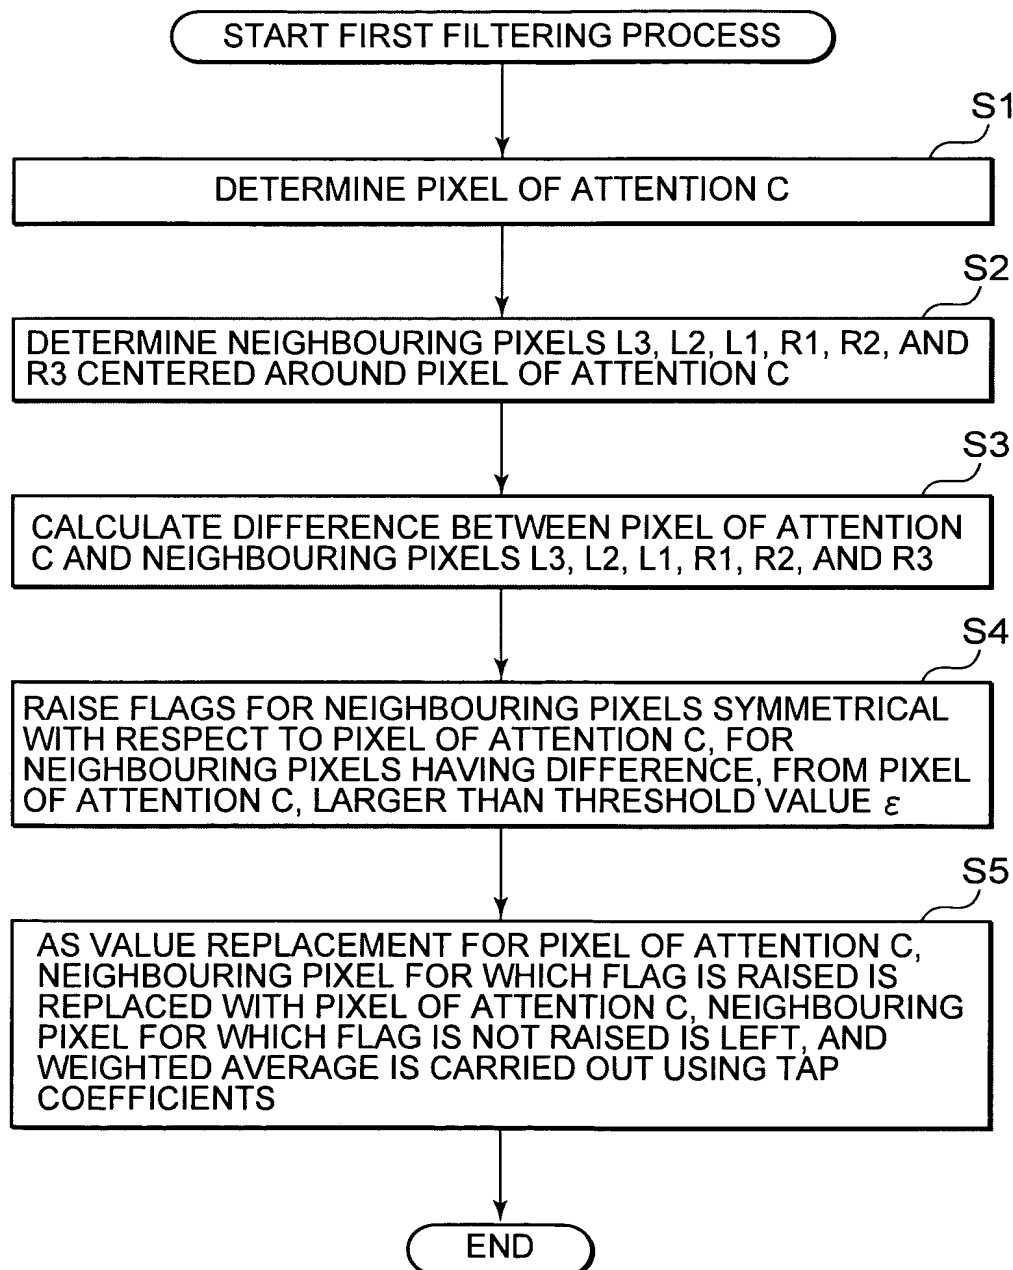 START FIRST FILTERING PROCESS
S1
DETERMINE PIXEL OF ATTENTION C
S2
DETERMINE NEIGHBOURING PIXELS L3, L2, L1, R1, R2, AND
R3 CENTERED AROUND PIXEL OF ATTENTION C
S3
CALCULATE DIFFERENCE BETWEEN PIXEL OF ATTENTION
C AND NEIGHBOURING PIXELS L3, L2, L1, R1, R2, AND R3
S4
RAISE FLAGS FOR NEIGHBOURING PIXELS SYMMETRICAL
WITH RESPECT TO PIXEL OF ATTENTION C, FOR
NEIGHBOURING PIXELS HAVING DIFFERENCE, FROM PIXEL
OF ATTENTION C, LARGER THAN THRESHOLD VALUE ε
S5
AS VALUE REPLACEMENT FOR PIXEL OF ATTENTION C,
NEIGHBOURING PIXEL FOR WHICH FLAG IS RAISED IS
REPLACED WITH PIXEL OF ATTENTION C, NEIGHBOURING
PIXEL FOR WHICH FLAG IS NOT RAISED IS LEFT, AND
WEIGHTED AVERAGE IS CARRIED OUT USING TAP
COEFFICIENTS
END